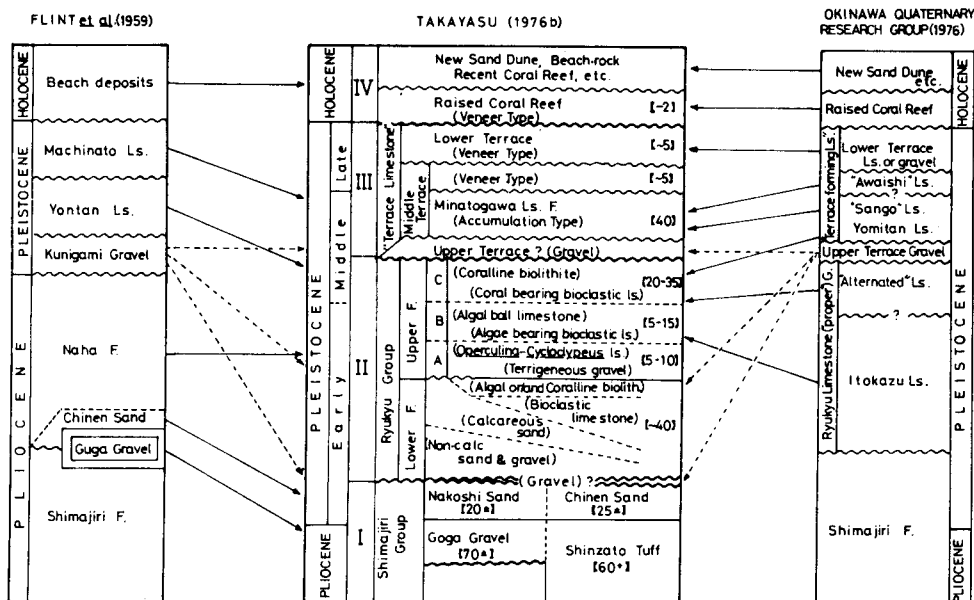 FLINT et al.(1959)
HOLOCENE
PLEISTOCENE
PLIOCENE
Beach deposits
Machinato Ls.
Yontan Ls.
Kunigami Gravel
Naha F.
Chinen Sand
Guga Gravel
Shimajiri F.
TAKAYASU (1976b)
HOLOCENE
PLEISTOCENE
PLIOCENE
Late
Middle
Early
IV
III
II
I
New Sand Dune, Beach-rock
Recent Coral Reef, etc.
Raised Coral Reef [~2]
(Veneer Type)
Terrace Limestone
Middle Terrace
Lower Terrace [~5]
(Veneer Type)
(Veneer Type) [~5]
Minatogawa Ls. F.
(Accumulation Type) [40]
Upper Terrace ? (Gravel)
Ryukyu Group
Upper F.
Lower F.
C
(Coralline biolithite) [20-35]
(Coral bearing bioclastic ls.)
B
(Algal ball limestone) [5-15]
(Algae bearing bioclastic ls.)
A
(Operculina-Cyclodypeus ls.) [5-10]
(Terrigeneous gravel)
(Algal or/and Coralline biolith)
(Bioclastic
limestone)
(Calcareous [~40]
sand)
(Non-calc
sand & gravel)
(Gravel) ?
Shimajiri Group
Nakoshi Sand
[20±]
Chinen Sand
[25±]
Goga Gravel
[70±]
Shinzato Tuff
[60+]
OKINAWA QUATERNARY
RESEARCH GROUP(1976)
New Sand Dune
etc.
Raised Coral Reef
Terrace forming Ls.
Lower Terrace
Ls. or gravel
"Awaishi" Ls.
?
"Sango" Ls.
Yomitan Ls.
Upper Terrace Gravel
Ryukyu Limestone (proper) G.
"Alternated" Ls.
?
Itokazu Ls.
Shimajiri F.
HOLOCENE
PLEISTOCENE
PLIOCENE